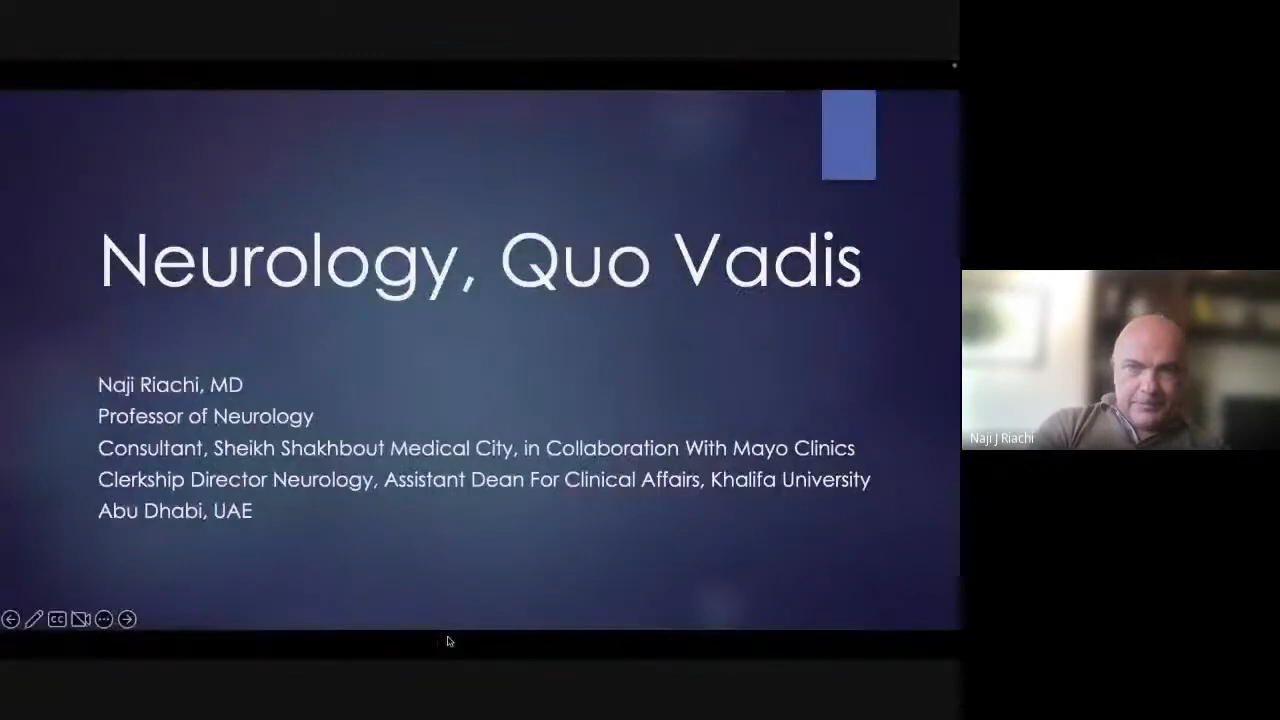 Neurology, Quo Vadis
Naji Riachi, MD
Professor of Neurology
Consultant, Sheikh Shakhbout Medical City, in Collaboration With Mayo Clinics
Clerkship Director Neurology, Assistant Dean For Clinical Affairs, Khalifa University
Abu Dhabi, UAE
CC
Naji J Riachi